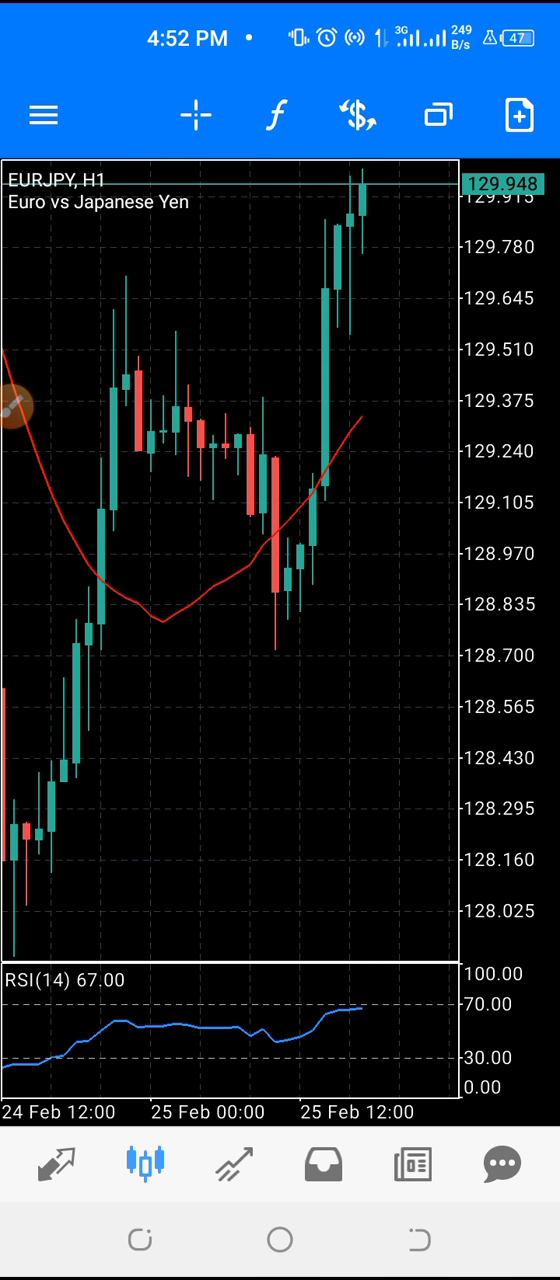 4:52 PM
3G
249
B/s
47
EURJPY, H1
Euro vs Japanese Yen
129.948
129.915
129.780
129.645
129.510
129.375
129.240
129.105
128.970
128.835
128.700
128.565
128.430
128.295
128.160
128.025
RSI(14) 67.00
100.00
70.00
30.00
0.00
24 Feb 12:00
25 Feb 00:00
25 Feb 12:00